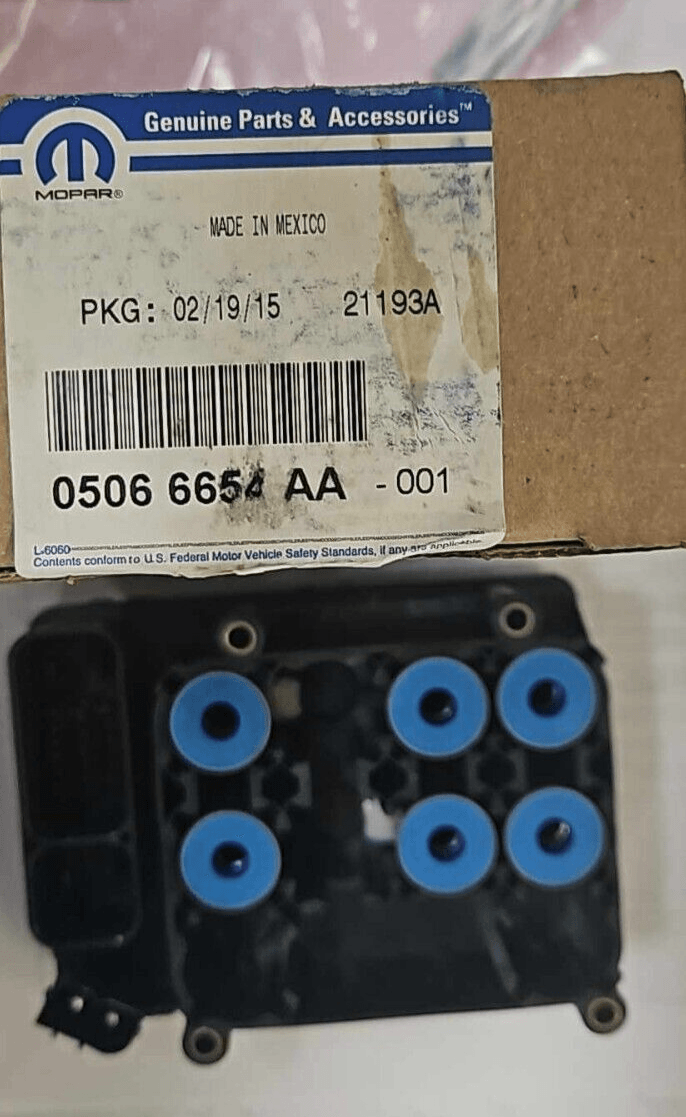 Genuine Parts & Accessories™
MOPAR®
MADE IN MEXICO
PKG: 02/19/15 21193A
0506 6654 AA - 001
L-6060
Contents conform to U.S. Federal Motor Vehicle Safety Standards, if any are applicable